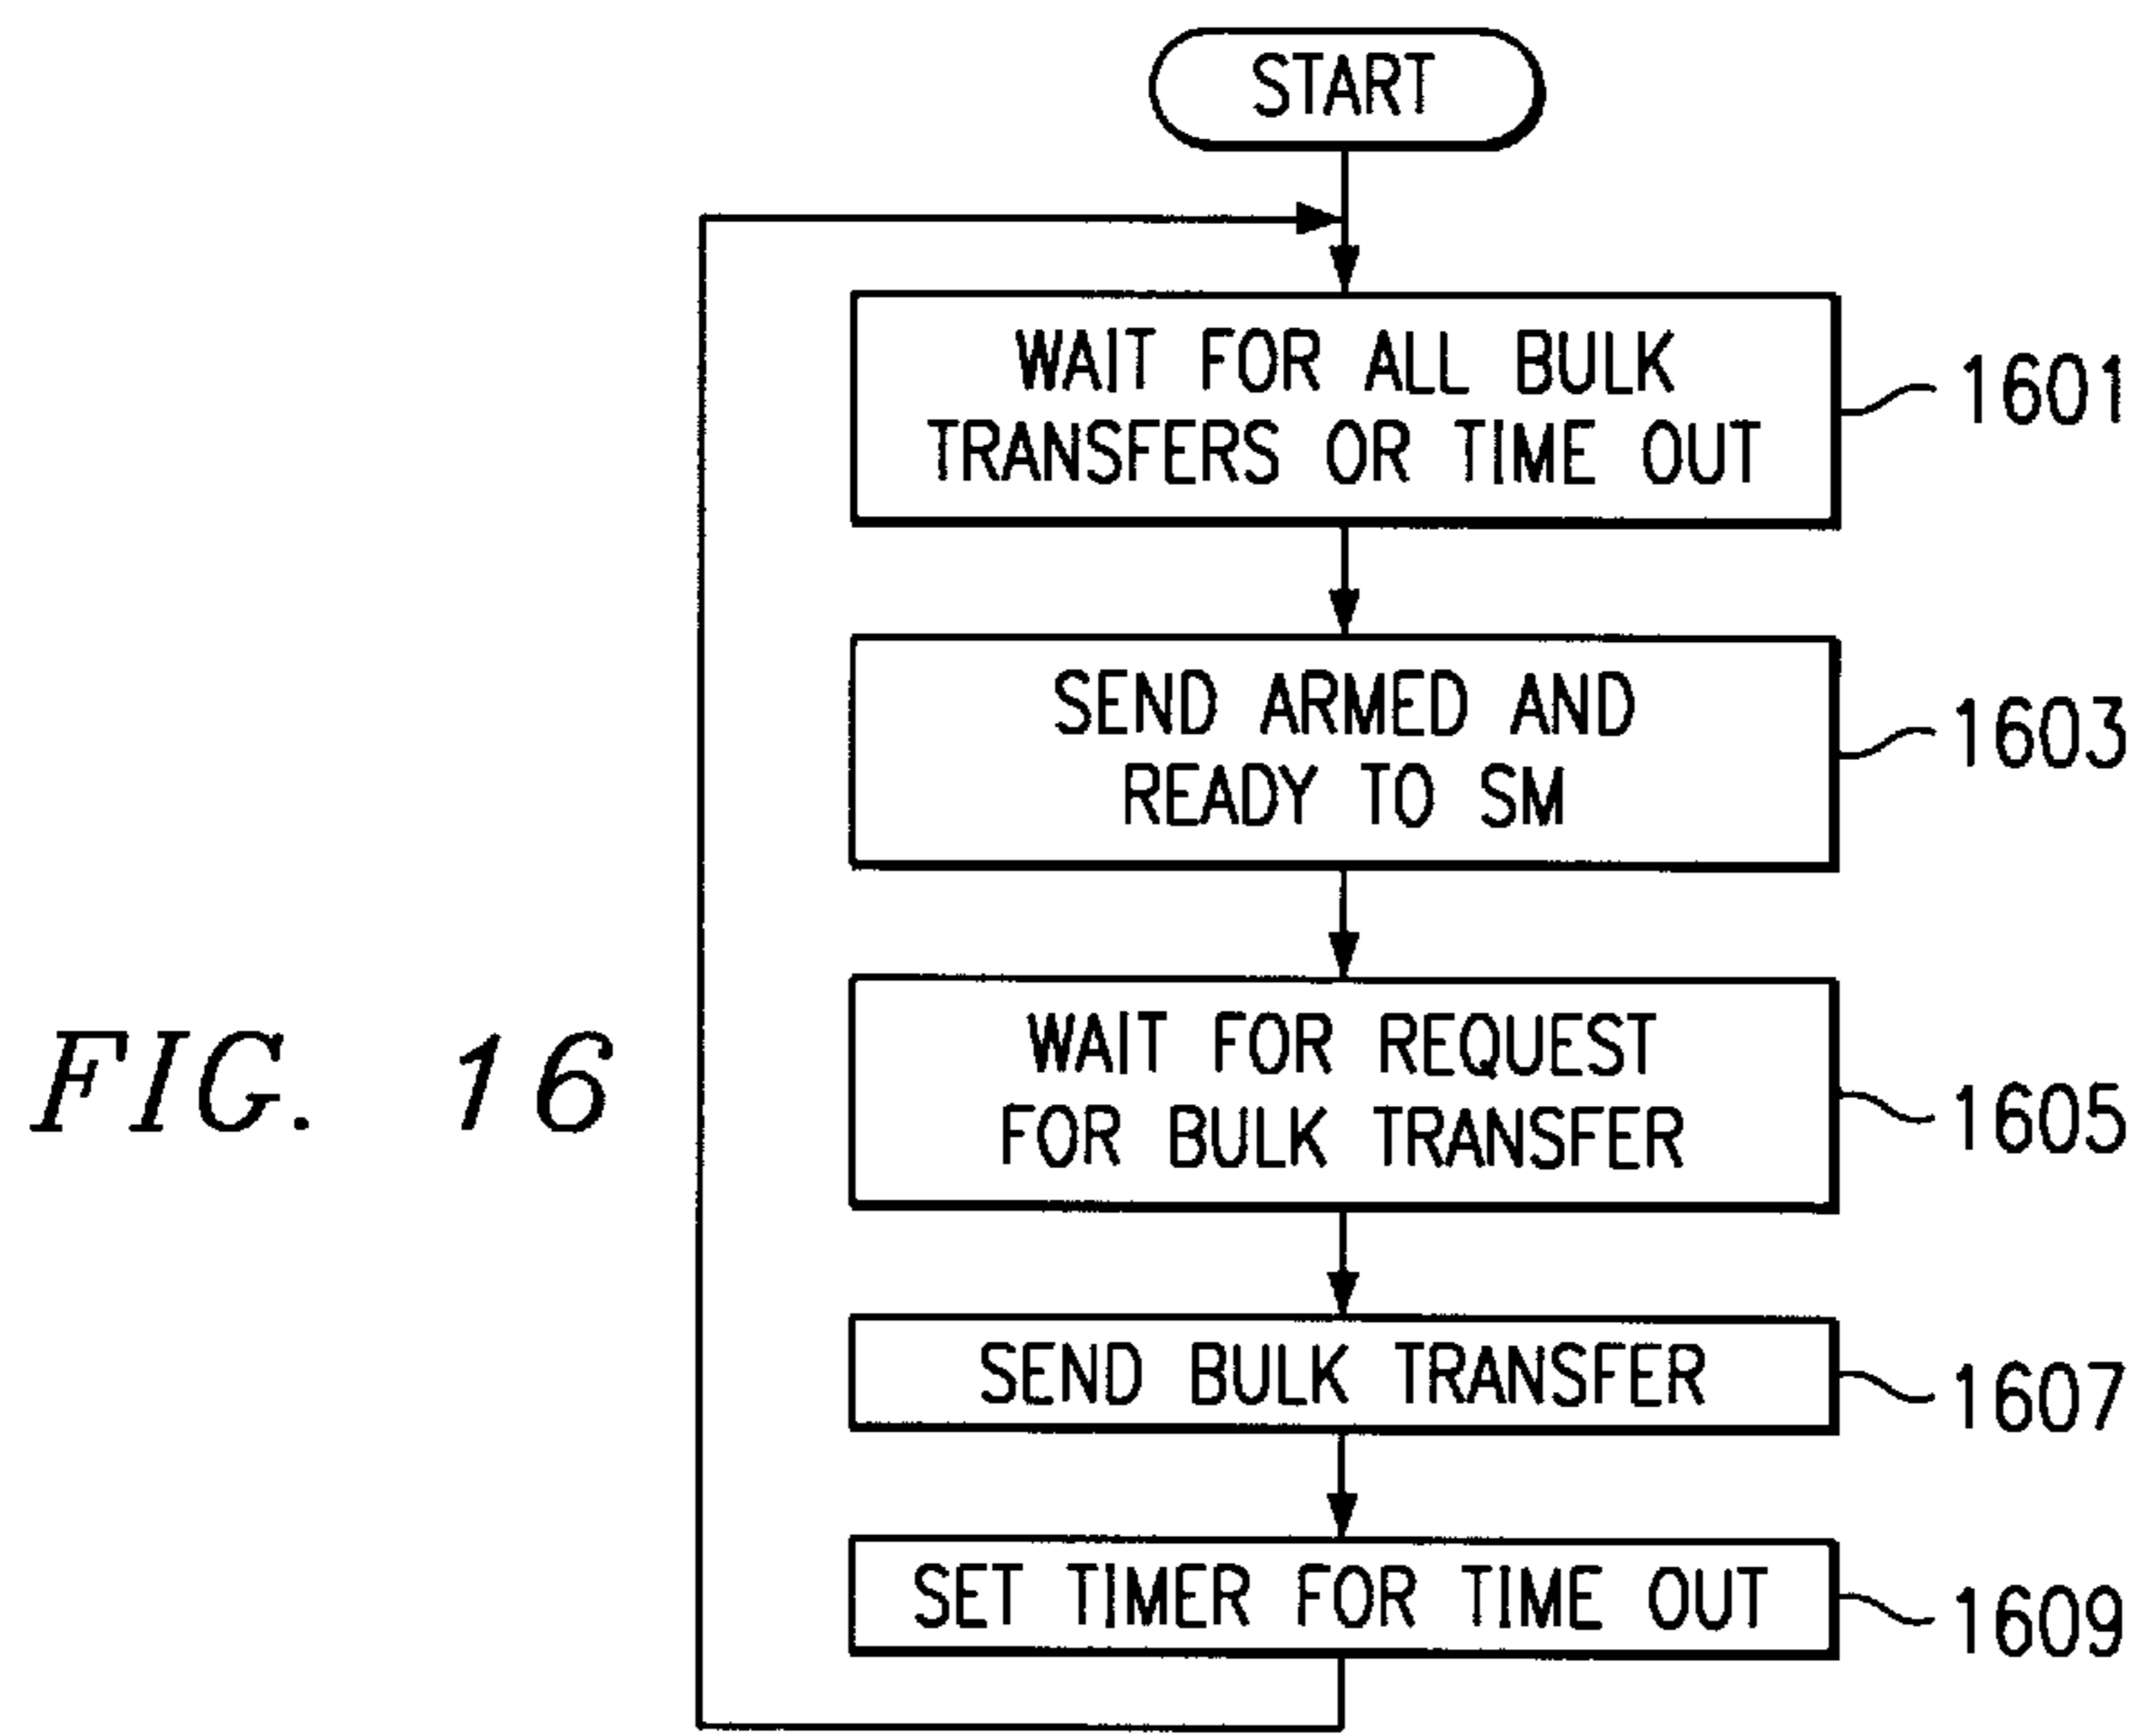 START
WAIT FOR ALL BULK
TRANSFERS OR TIME OUT
1601
SEND ARMED AND
READY TO SM
1603
WAIT FOR REQUEST
FOR BULK TRANSFER
1605
SEND BULK TRANSFER
1607
SET TIMER FOR TIME OUT
1609
FIG. 16